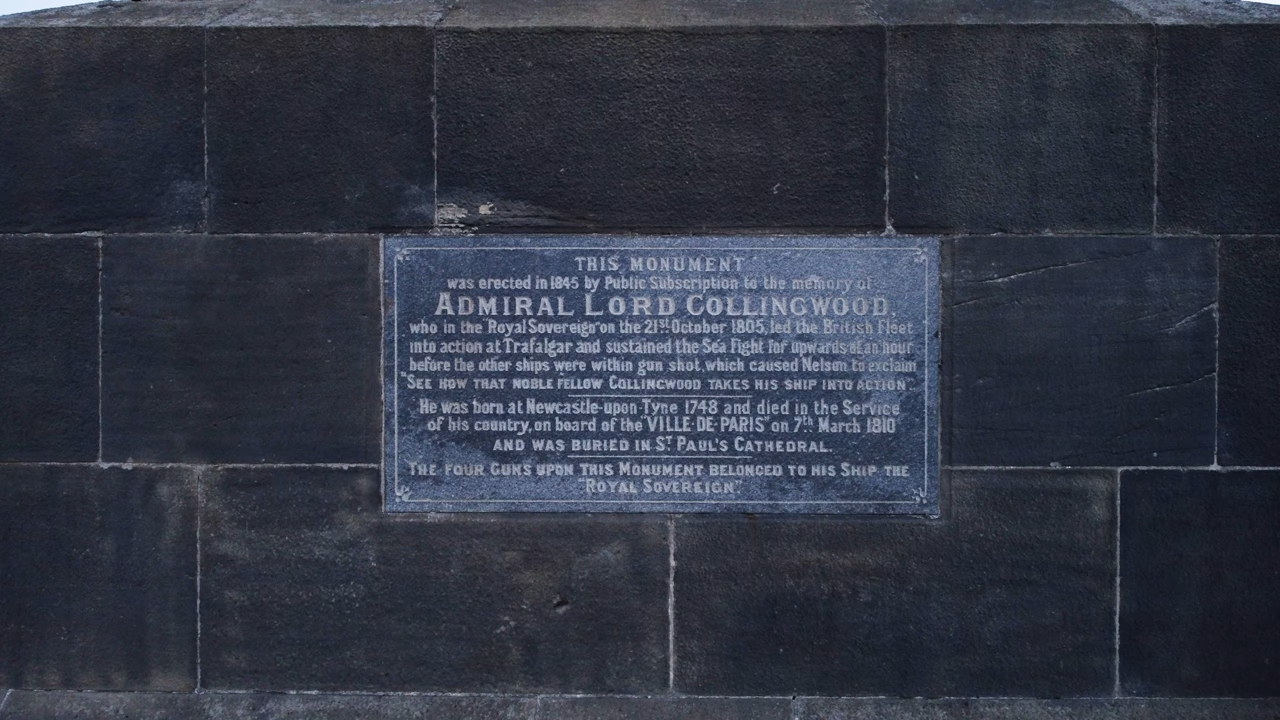 THIS MONUMENT
was erected in 1845 by Public Subscription to the memory of
ADMIRAL LORD COLLINGWOOD,
who in the "Royal Sovereign" on the 21st October 1805, led the British Fleet
into action at Trafalgar and sustained the Sea Fight for upwards of an hour
before the other ships were within gun shot, which caused Nelson to exclaim
"SEE HOW THAT NOBLE FELLOW COLLINGWOOD TAKES HIS SHIP INTO ACTION".
He was born at Newcastle-upon-Tyne 1748 and died in the Service
of his country, on board of the "VILLE-DE-PARIS" on 7th March 1810
AND WAS BURIED IN ST PAUL'S CATHEDRAL.
THE FOUR GUNS UPON THIS MONUMENT BELONGED TO HIS SHIP THE
"ROYAL SOVEREIGN".